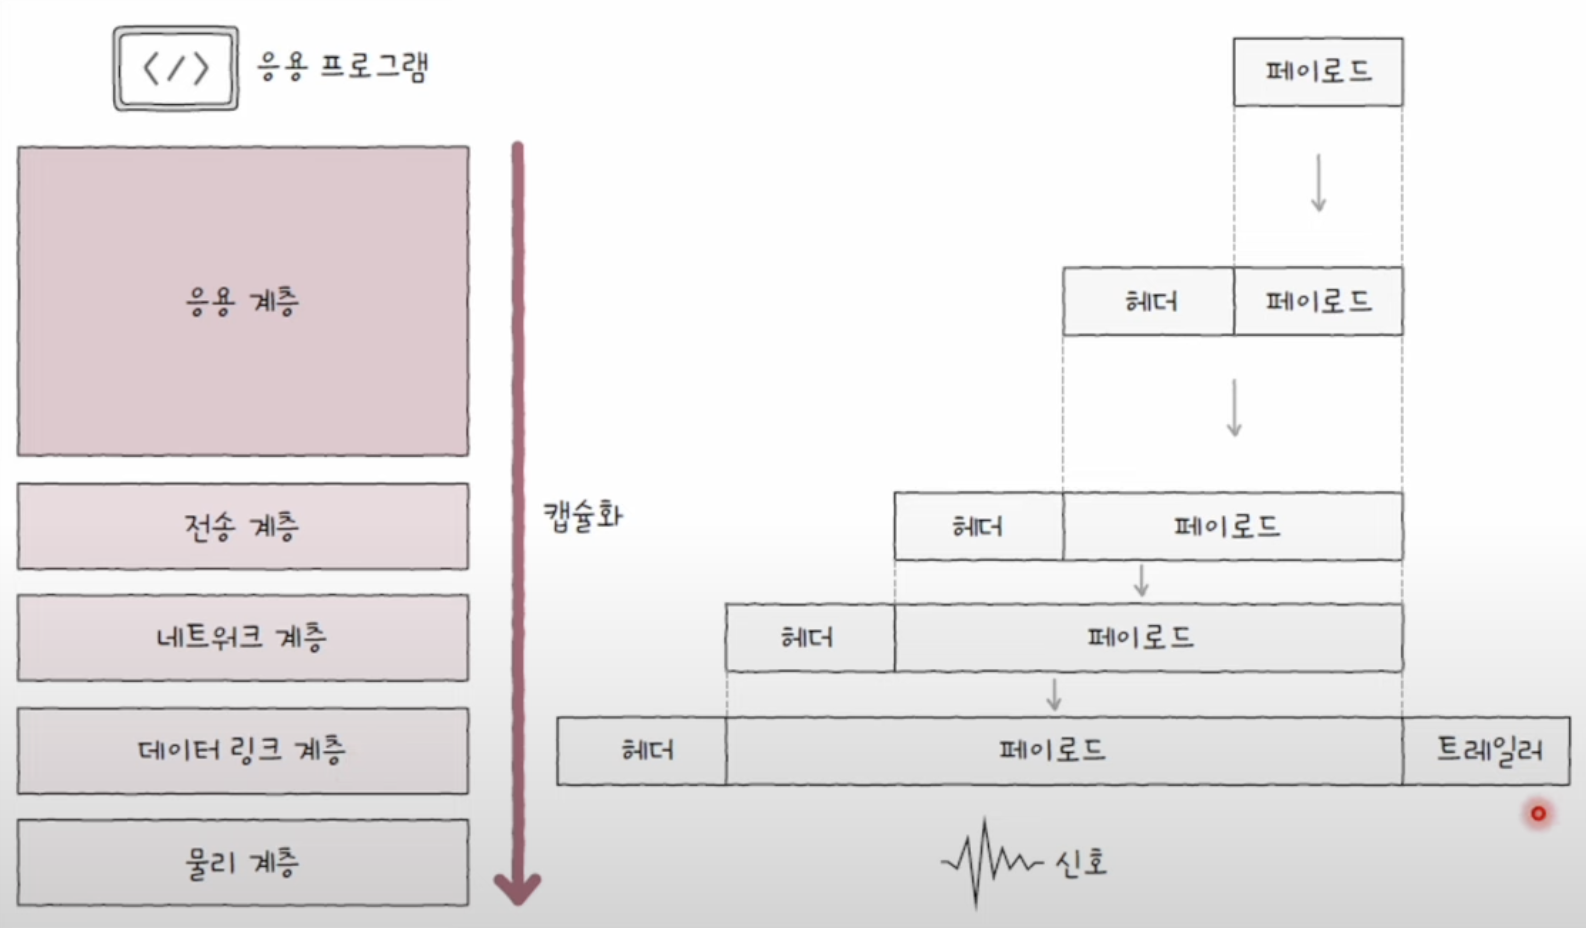 </> 응용 프로그램
페이로드
응용 계층
헤더 페이로드
전송 계층
캡슐화
헤더 페이로드
네트워크 계층
헤더 페이로드
데이터 링크 계층
헤더 페이로드 트레일러
물리 계층
신호